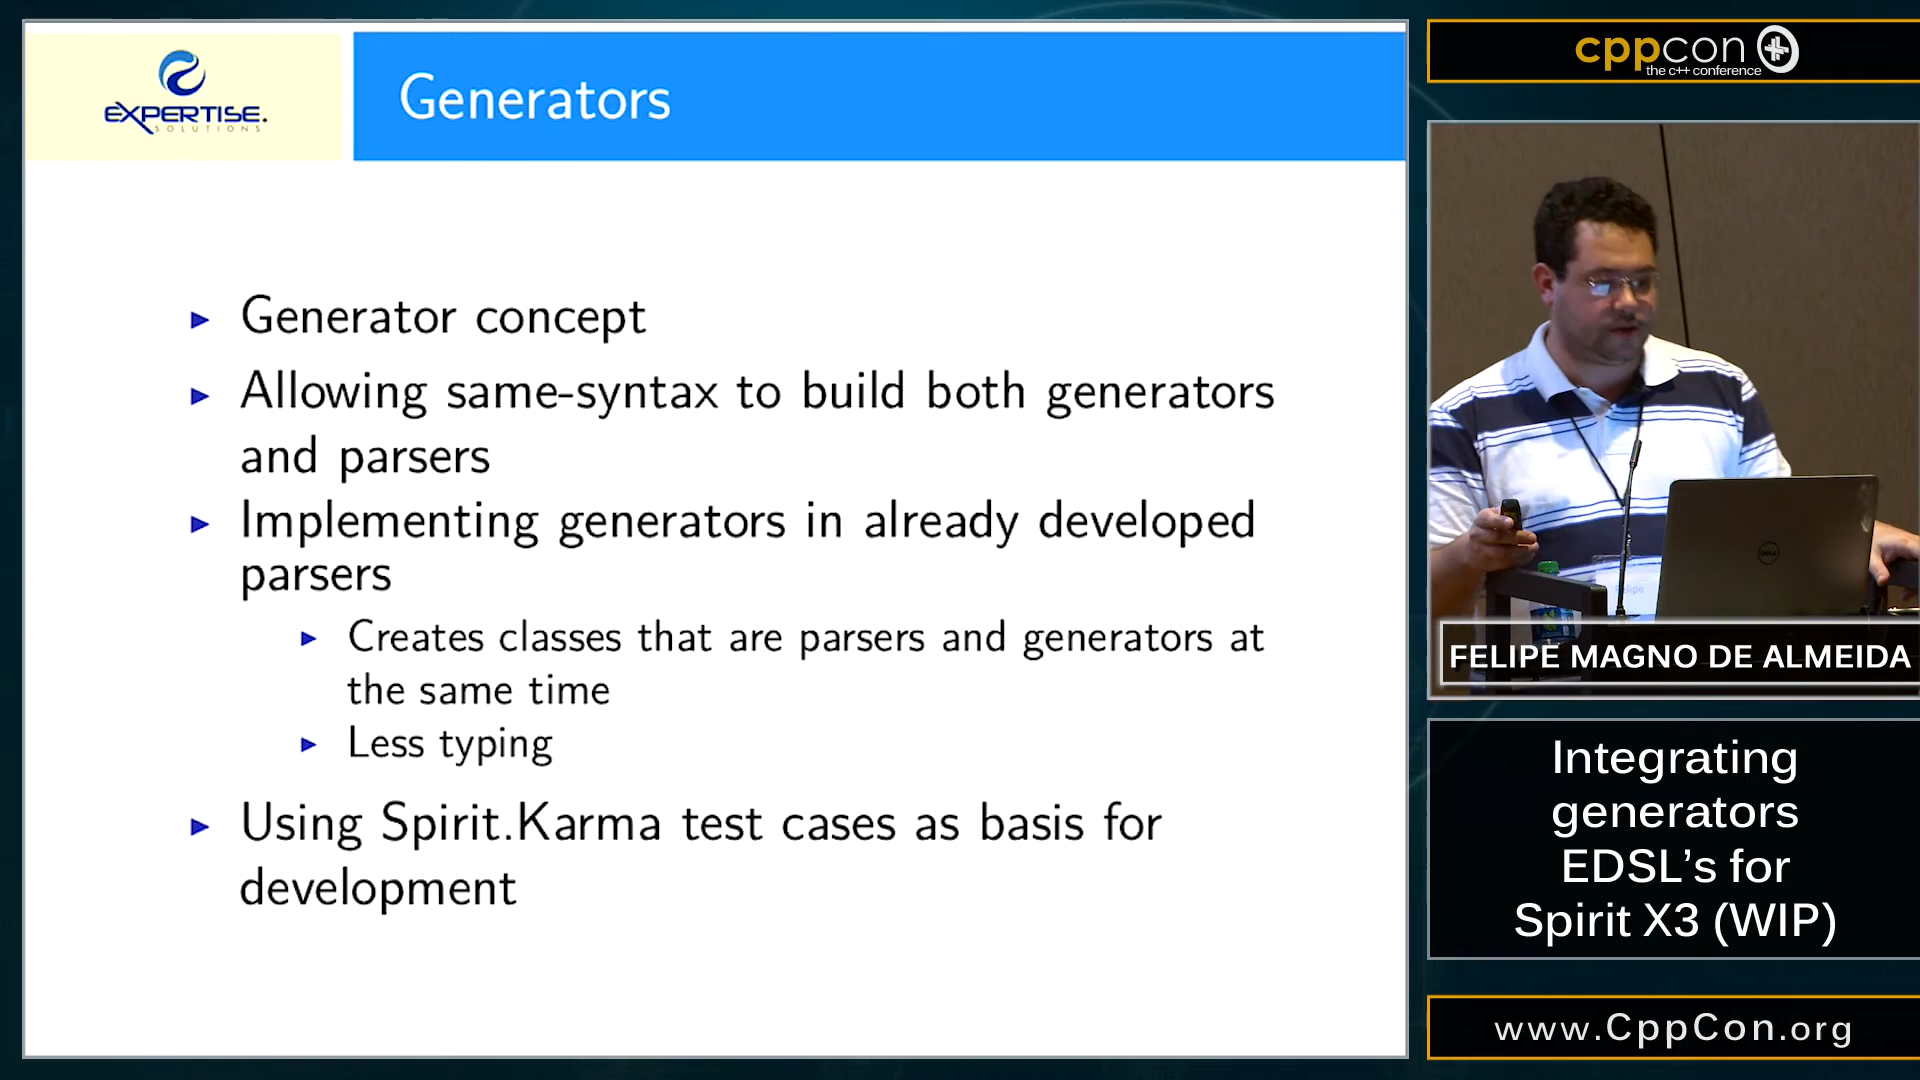 eXPERTISE.
SOLUTIONS
Generators
Generator concept
Allowing same-syntax to build both generators
and parsers
Implementing generators in already developed
parsers
Creates classes that are parsers and generators at
the same time
Less typing
Using Spirit.Karma test cases as basis for
development
cppcon
the c++ conference
DELL
Felipe
FELIPE MAGNO DE ALMEIDA
Integrating
generators
EDSL’s for
Spirit X3 (WIP)
www.CppCon.org